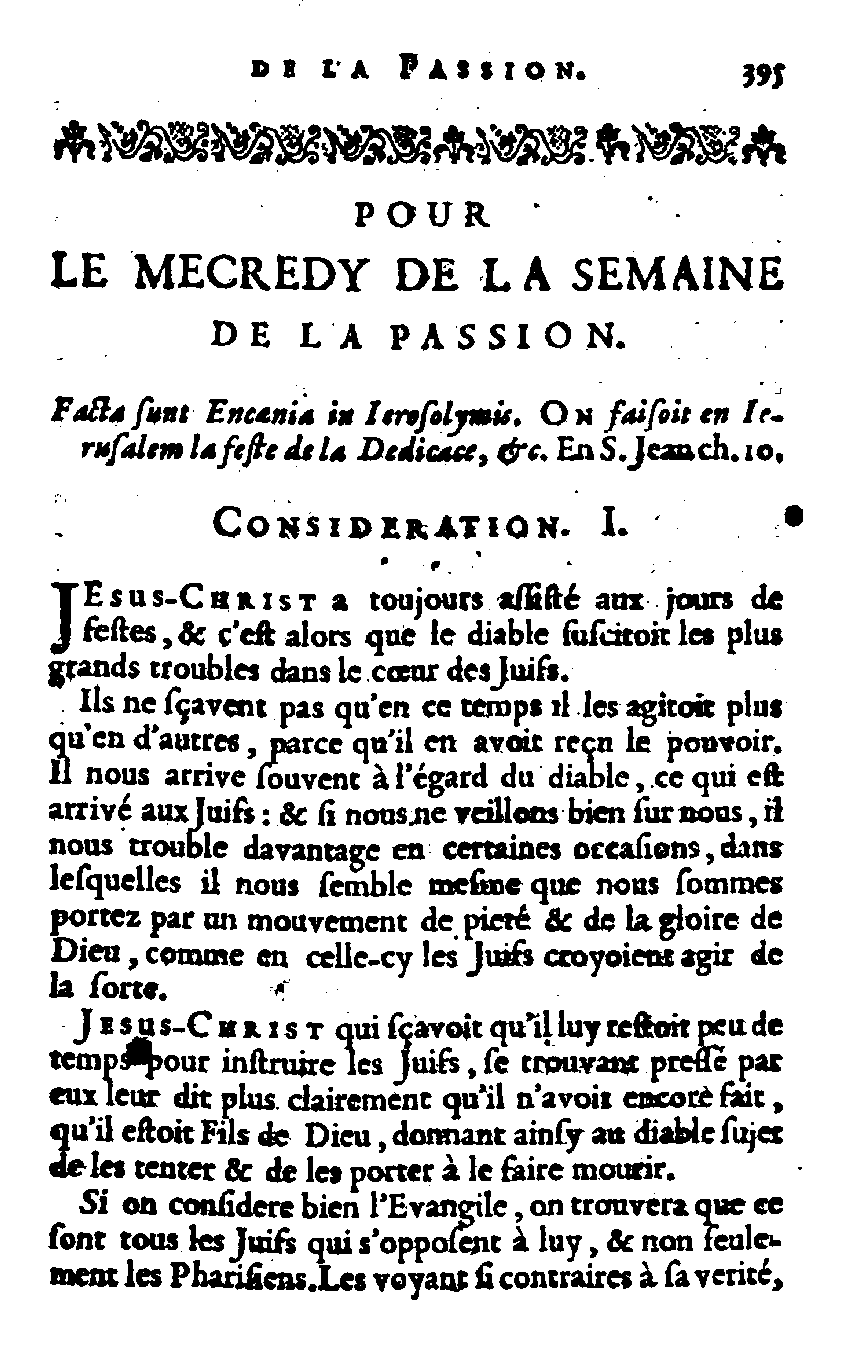 DE LA PASSION. 395
POUR
LE MECREDY DE LA SEMAINE
DE LA PASSION.
Facta ſunt Encænia in Ieroſolymis. ON faiſoit en Ie-
ruſalem la feſte de la Dedicace, &c. En S. Jean ch. 10.
CONSIDERATION. I.
JESUS-CHRIST a toujours aſſiſté aux jours de
feſtes, & c'eſt alors que le diable ſuſcitoit les plus
grands troubles dans le cœur des Juifs.
Ils ne ſçavent pas qu'en ce temps il les agitoit plus
qu'en d'autres, parce qu'il en avoit reçu le pouvoir.
Il nous arrive ſouvent à l'égard du diable, ce qui eſt
arrivé aux Juifs : & ſi nous ne veillons bien ſur nous, il
nous trouble davantage en certaines occaſions, dans
leſquelles il nous ſemble meſme que nous ſommes
portez par un mouvement de pieté & de la gloire de
Dieu, comme en celle-cy les Juifs croyoient agir de
la ſorte.
JESUS-CHRIST qui ſçavoit qu'il luy reſtoit peu de
temps pour inſtruire les Juifs, ſe trouvant preſſé par
eux leur dit plus clairement qu'il n'avoit encore fait,
qu'il eſtoit Fils de Dieu, donnant ainſy au diable ſujet
de les tenter & de les porter à le faire mourir.
Si on conſidere bien l'Evangile, on trouvera que ce
ſont tous les Juifs qui s'oppoſent à luy, & non ſeule-
ment les Phariſiens. Les voyant ſi contraires à ſa verité,